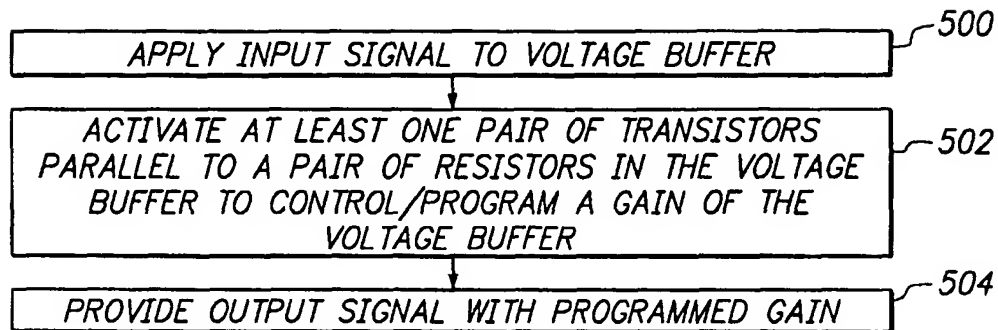 500
APPLY INPUT SIGNAL TO VOLTAGE BUFFER
ACTIVATE AT LEAST ONE PAIR OF TRANSISTORS
PARALLEL TO A PAIR OF RESISTORS IN THE VOLTAGE
BUFFER TO CONTROL/PROGRAM A GAIN OF THE
VOLTAGE BUFFER
502
504
PROVIDE OUTPUT SIGNAL WITH PROGRAMMED GAIN